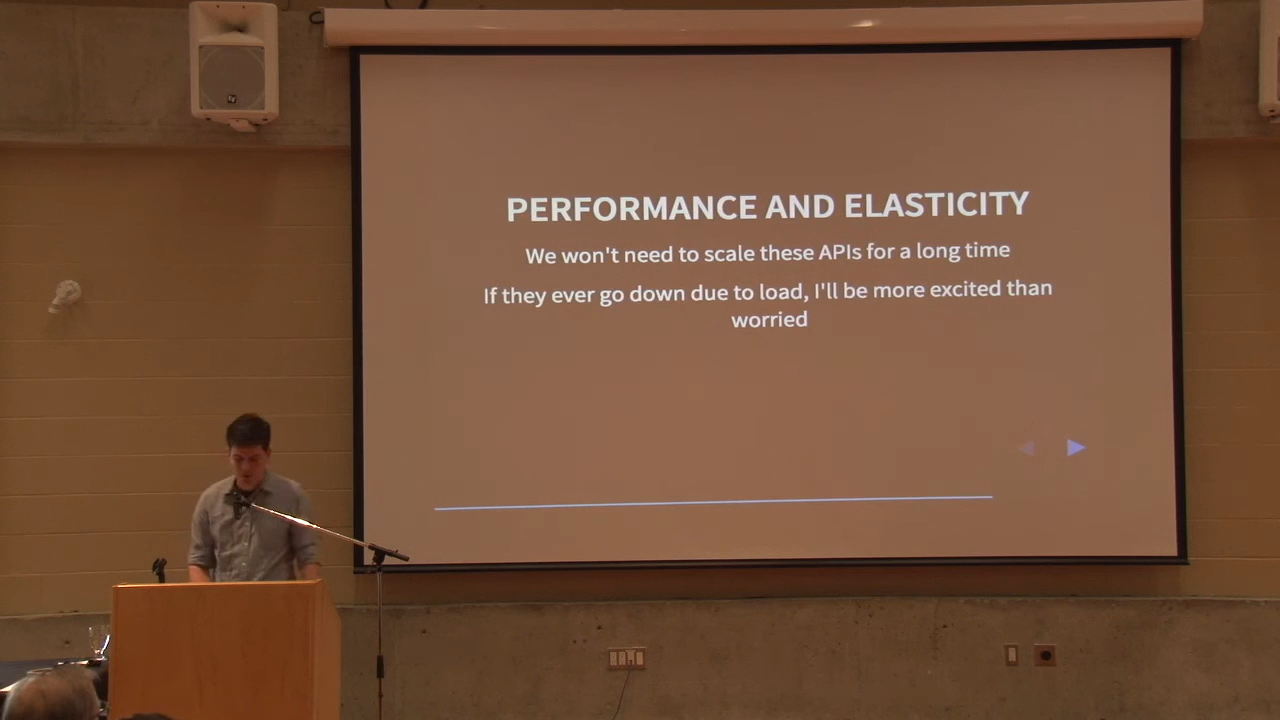 PERFORMANCE AND ELASTICITY
We won't need to scale these APIs for a long time
If they ever go down due to load, I'll be more excited than
worried